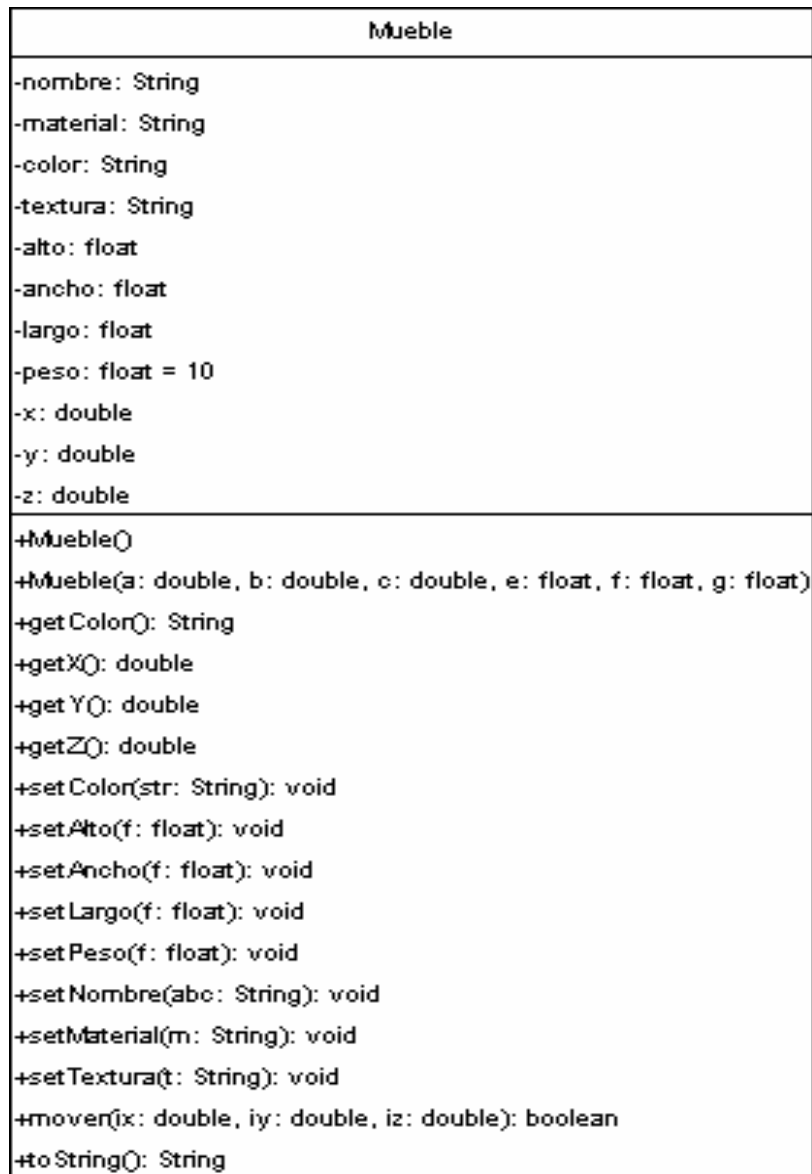 Mueble
-nombre: String
-material: String
-color: String
-textura: String
-alto: float
-ancho: float
-largo: float
-peso: float = 10
-x: double
-y: double
-z: double
+Mueble()
+Mueble(a: double, b: double, c: double, e: float, f: float, g: float)
+getColor(): String
+getX(): double
+getY(): double
+getZ(): double
+setColor(str: String): void
+setAlto(f: float): void
+setAncho(f: float): void
+setLargo(f: float): void
+setPeso(f: float): void
+setNombre(abc: String): void
+setMaterial(m: String): void
+setTextura(t: String): void
+mover(ix: double, iy: double, iz: double): boolean
+toString(): String